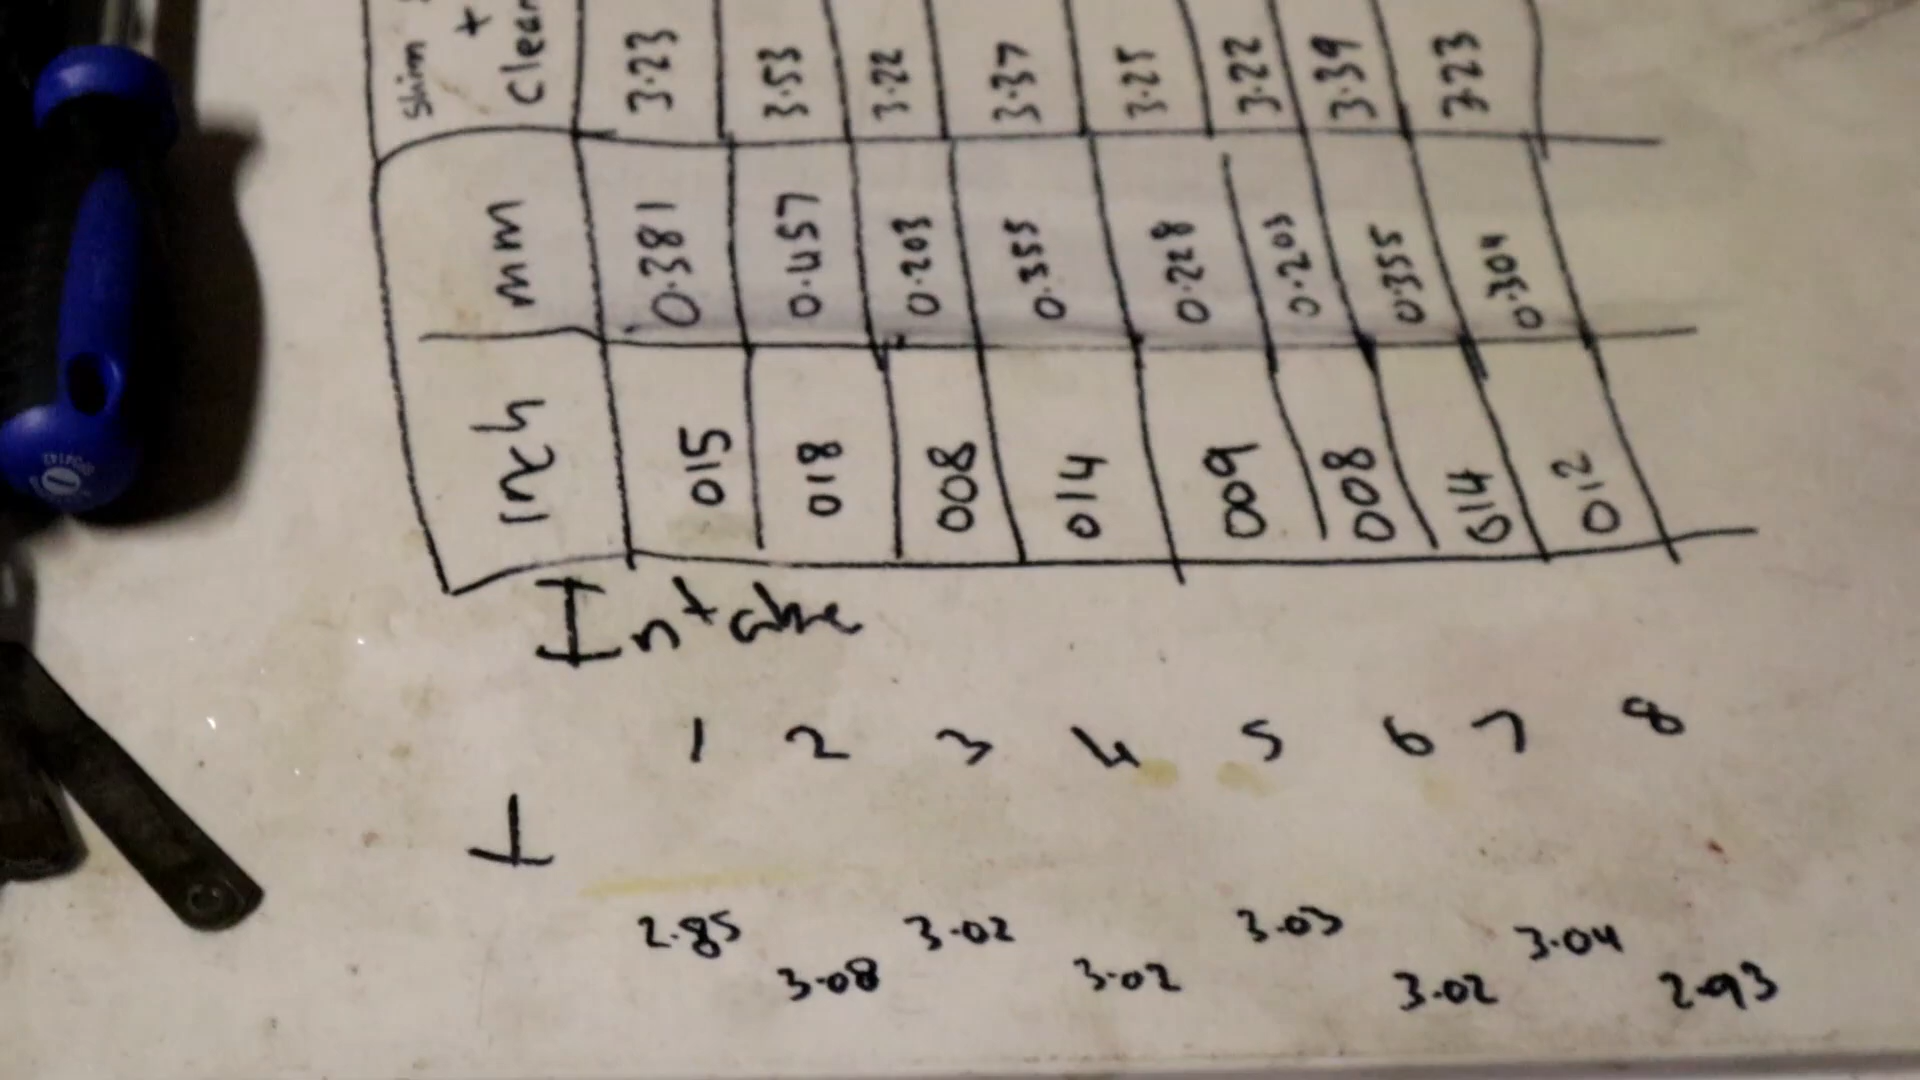 Shim
+
Clear
3.23 3.53 3.22 3.37 3.25 3.22 3.39 3.23
mm 0.381 0.457 0.203 0.355 0.228 0.203 0.355 0.304
Inch 015 018 008 014 009 008 014 012
Intake
1 2 3 4 5 6 7 8
2.85 3.08 3.02 3.02 3.03 3.02 3.04 2.93